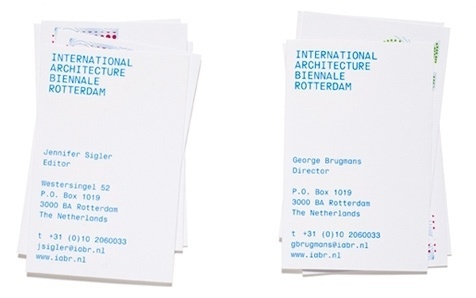 INTERNATIONAL
ARCHITECTURE
BIENNALE
ROTTERDAM
Jennifer Sigler
Editor
Westersingel 52
P.O. Box 1019
3000 BA Rotterdam
The Netherlands
t +31 (0)10 2060033
jsigler@iabr.nl
www.iabr.nl
INTERNATIONAL
ARCHITECTURE
BIENNALE
ROTTERDAM
George Brugmans
Director
P.O. Box 1019
3000 BA Rotterdam
The Netherlands
t +31 (0)10 2060033
gbrugmans@iabr.nl
www.iabr.nl